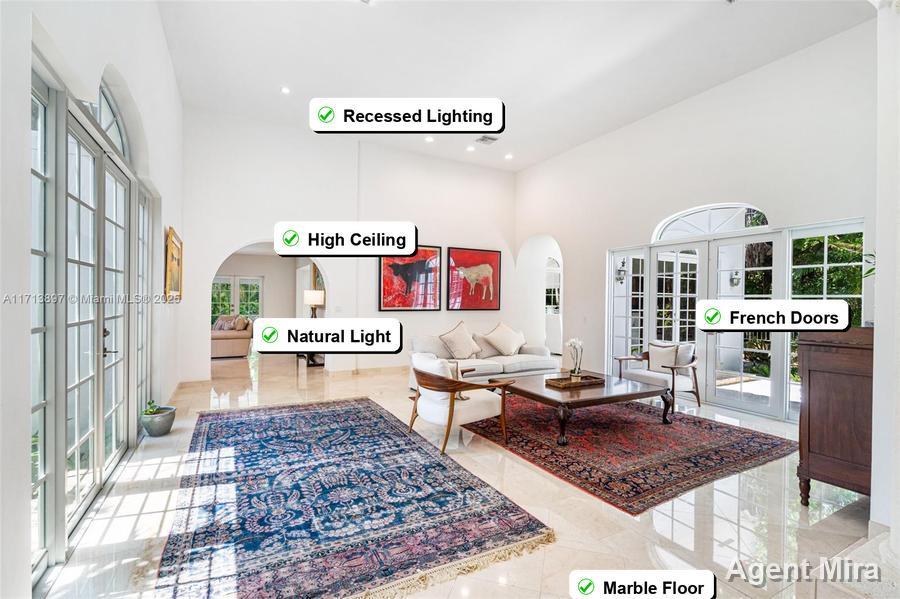 Recessed Lighting
High Ceiling
A11713897 © Miami MLS® 2025
French Doors
Natural Light
Marble Floor
Agent Mira